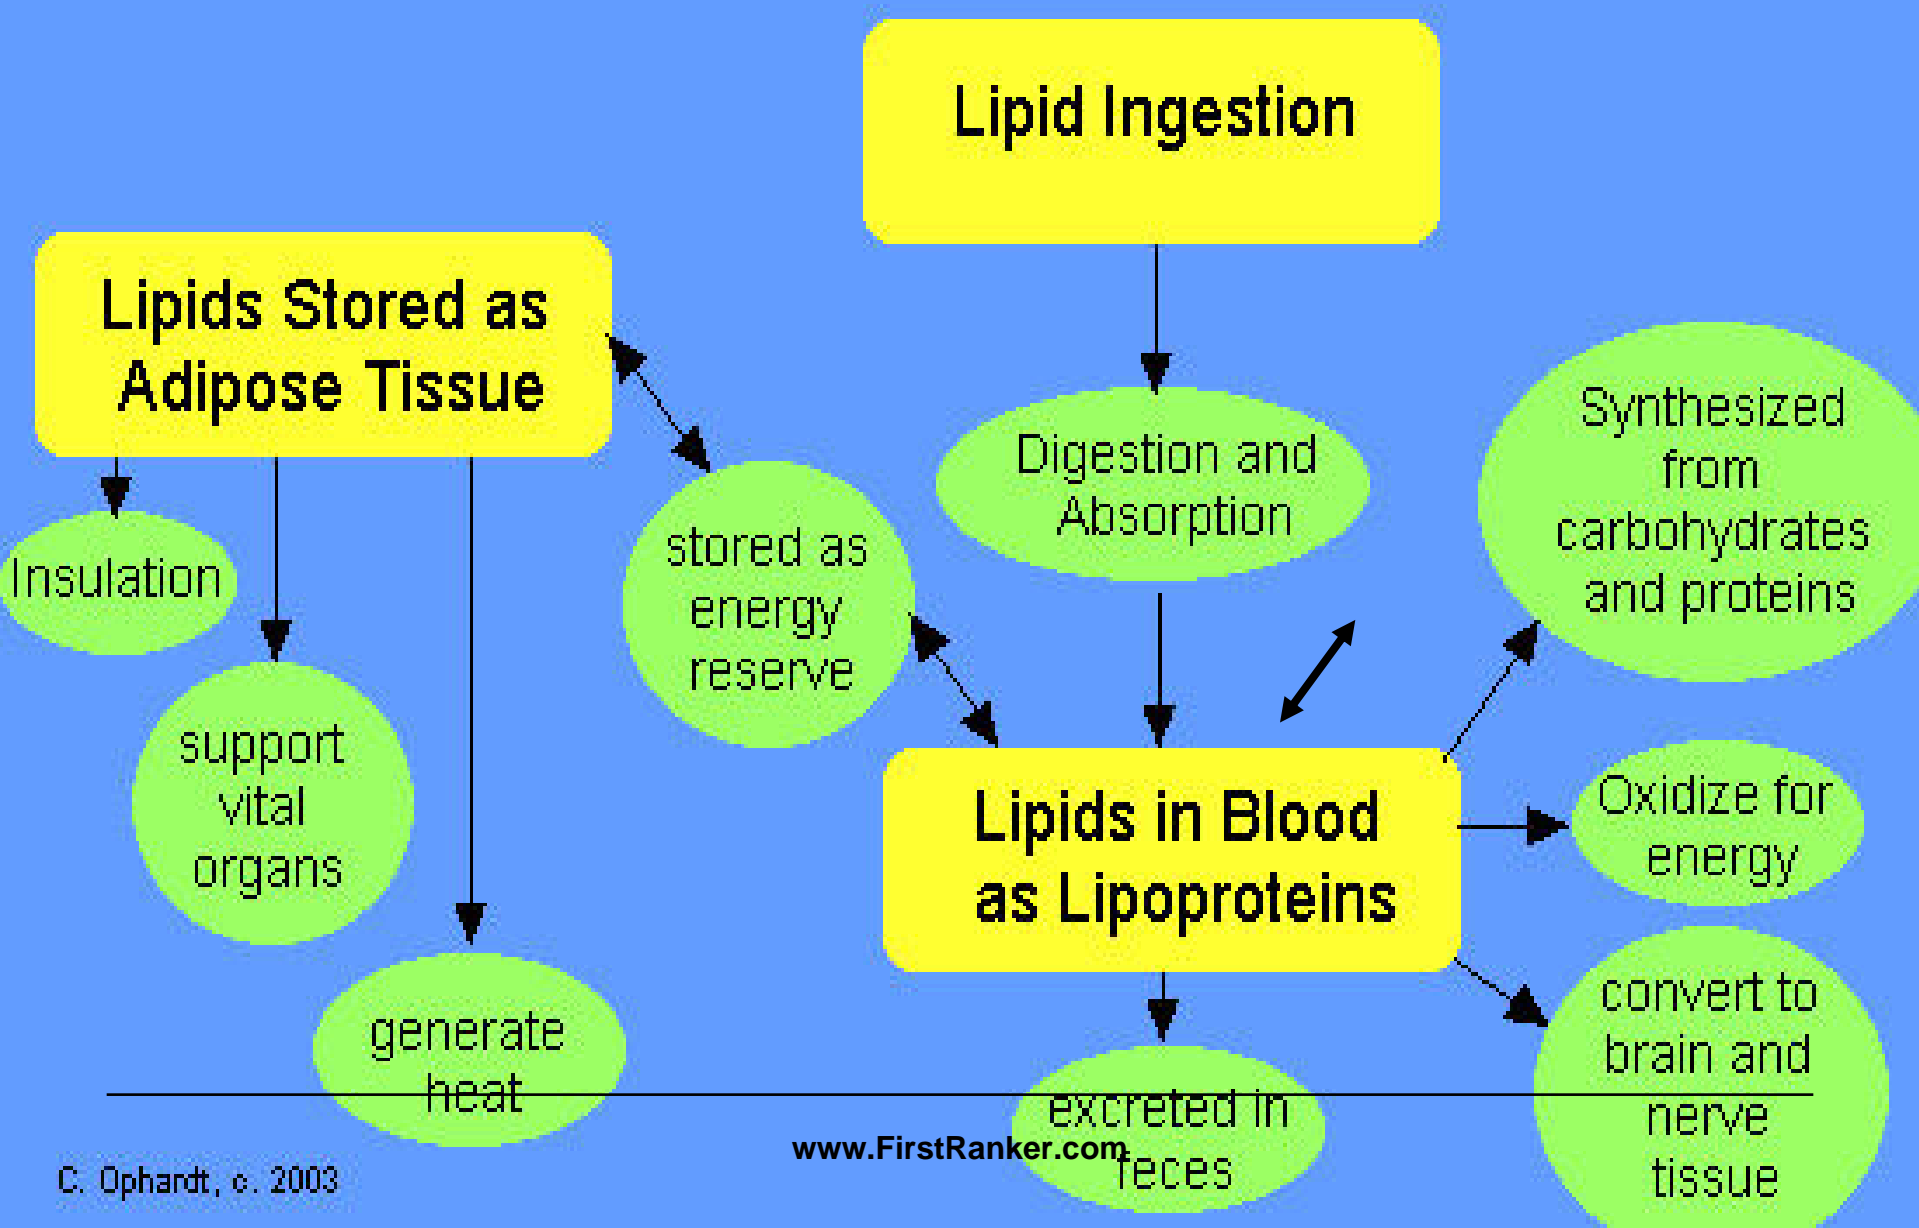 Lipid Ingestion
Lipids Stored as
Adipose Tissue
Synthesized
from
carbohydrates
and proteins
Digestion and
Absorption
stored as
energy
reserve
Insulation
support
vital
organs
Lipids in Blood
as Lipoproteins
Oxidize for
energy
generate
heat
convert to
brain and
nerve
tissue
excreted in
feces
www.FirstRanker.com
C. Ophardt, c. 2003